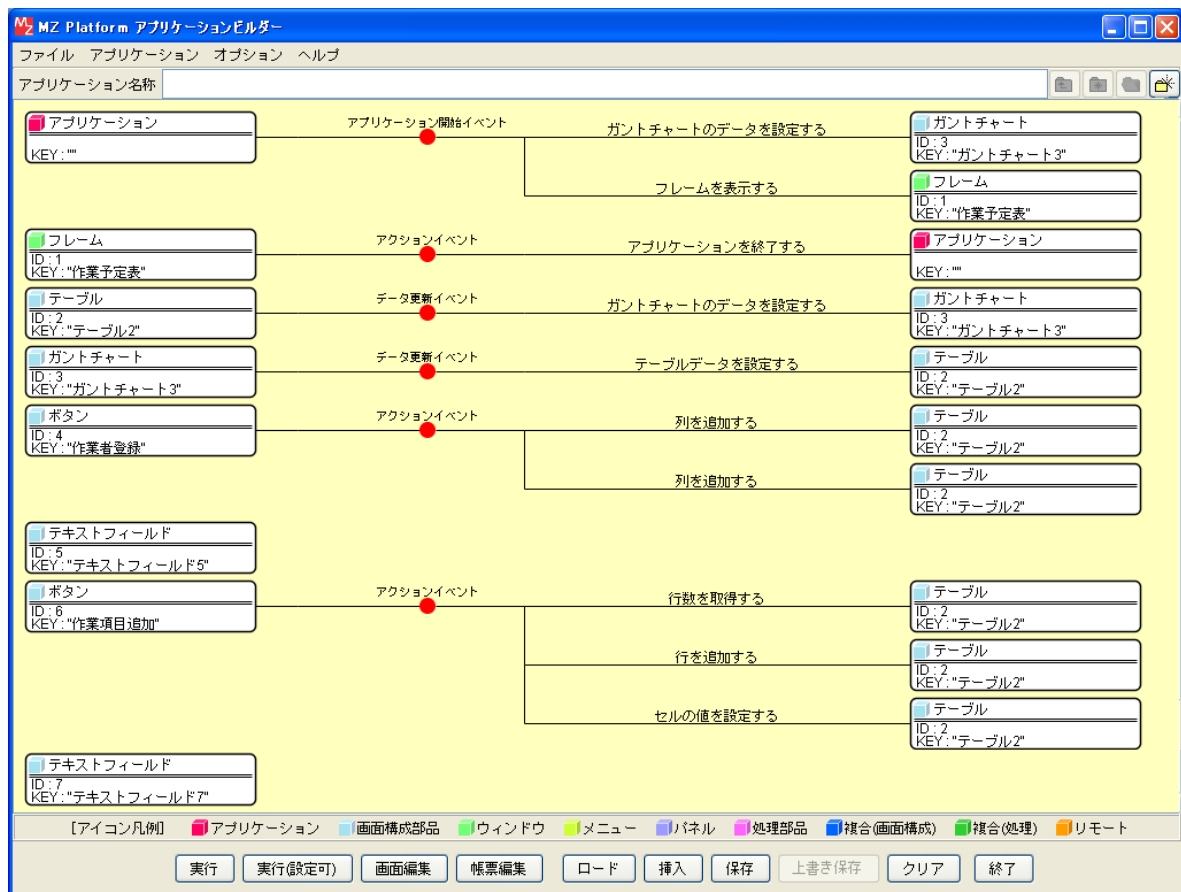 MZ Platform アプリケーションビルダー
ファイル アプリケーション オプション ヘルプ
アプリケーション名称
アプリケーション
KEY:""
アプリケーション開始イベント
ガントチャートのデータを設定する
ガントチャート
ID:3
KEY:"ガントチャート3"
フレームを表示する
フレーム
ID:1
KEY:"作業予定表"
フレーム
ID:1
KEY:"作業予定表"
アクションイベント
アプリケーションを終了する
アプリケーション
KEY:""
テーブル
ID:2
KEY:"テーブル2"
データ更新イベント
ガントチャートのデータを設定する
ガントチャート
ID:3
KEY:"ガントチャート3"
ガントチャート
ID:3
KEY:"ガントチャート3"
データ更新イベント
テーブルデータを設定する
テーブル
ID:2
KEY:"テーブル2"
ボタン
ID:4
KEY:"作業者登録"
アクションイベント
列を追加する
テーブル
ID:2
KEY:"テーブル2"
列を追加する
テーブル
ID:2
KEY:"テーブル2"
テキストフィールド
ID:5
KEY:"テキストフィールド5"
ボタン
ID:6
KEY:"作業項目追加"
アクションイベント
行数を取得する
テーブル
ID:2
KEY:"テーブル2"
行を追加する
テーブル
ID:2
KEY:"テーブル2"
セルの値を設定する
テーブル
ID:2
KEY:"テーブル2"
テキストフィールド
ID:7
KEY:"テキストフィールド7"
[アイコン凡例] アプリケーション 画面構成部品 ウィンドウ メニュー パネル 処理部品 複合(画面構成) 複合(処理) リモート
実行 実行(設定可) 画面編集 帳票編集 ロード 挿入 保存 上書き保存 クリア 終了